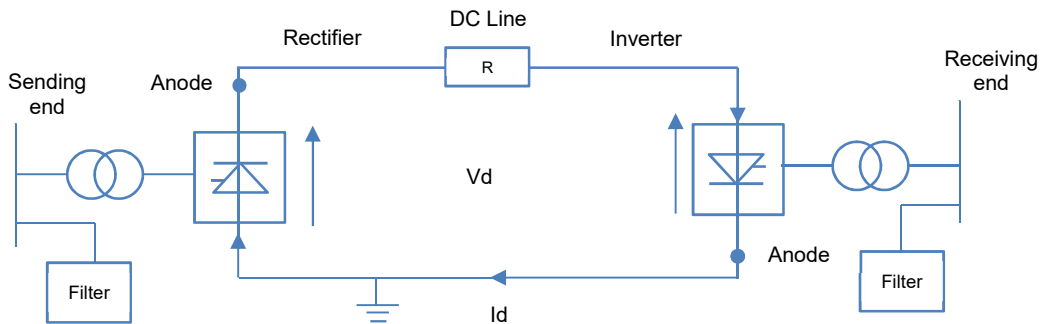 DC Line
Rectifier
Inverter
R
Sending
end
Anode
Receiving
end
Vd
Anode
Filter
Filter
Id